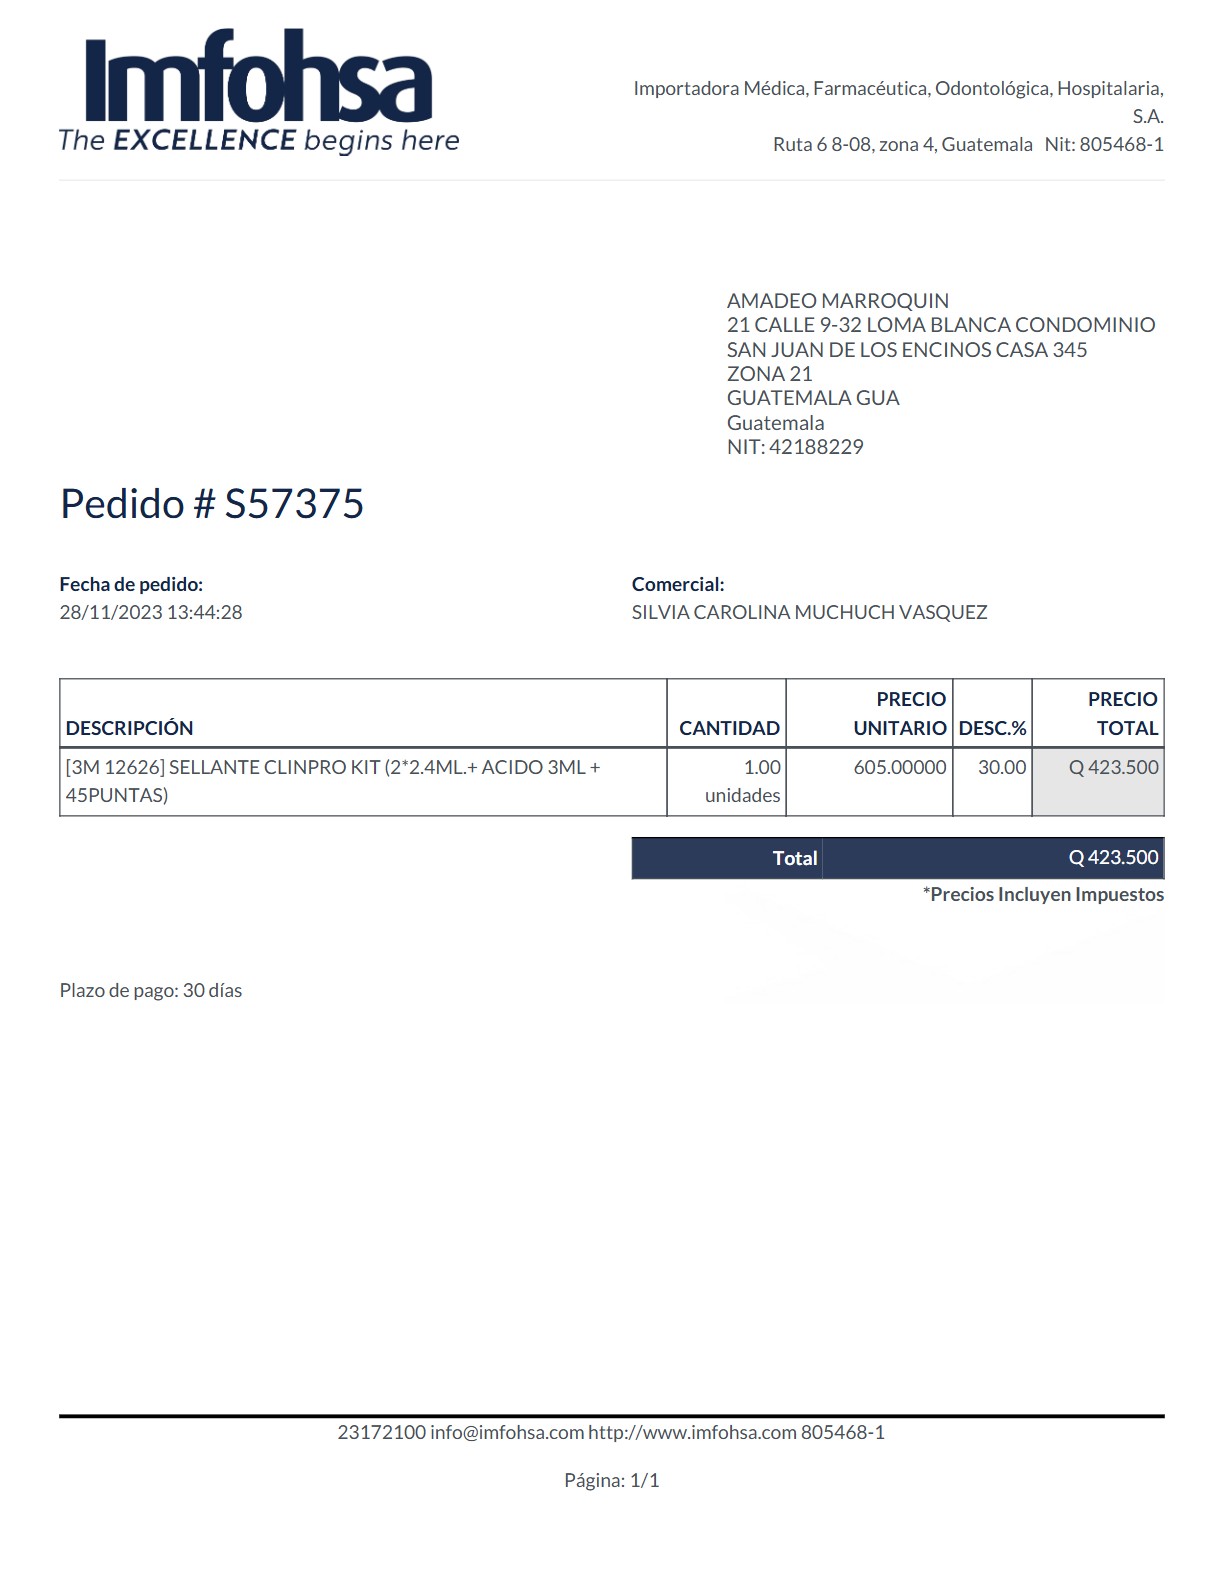 Imfohsa
The EXCELLENCE begins here
Importadora Médica, Farmacéutica, Odontológica, Hospitalaria,
S.A.
Ruta 6 8-08, zona 4, Guatemala Nit: 805468-1
AMADEO MARROQUIN
21 CALLE 9-32 LOMA BLANCA CONDOMINIO
SAN JUAN DE LOS ENCINOS CASA 345
ZONA 21
GUATEMALA GUA
Guatemala
NIT: 42188229
Pedido # S57375
Fecha de pedido: Comercial:
28/11/2023 13:44:28 SILVIA CAROLINA MUCHUCH VASQUEZ
PRECIO PRECIO
DESCRIPCIÓN CANTIDAD UNITARIO DESC.% TOTAL
[3M 12626] SELLANTE CLINPRO KIT (2*2.4ML.+ ACIDO 3ML + 1.00 605.00000 30.00 Q 423.500
45PUNTAS) unidades
Total Q 423.500
*Precios Incluyen Impuestos
Plazo de pago: 30 días
23172100 info@imfohsa.com http://www.imfohsa.com 805468-1
Página: 1/1